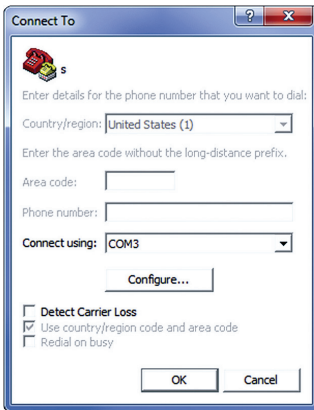 Connect To
s
Enter details for the phone number that you want to dial:
Country/region: United States (1)
Enter the area code without the long-distance prefix.
Area code:
Phone number:
Connect using: COM3
Configure...
Detect Carrier Loss
Use country/region code and area code
Redial on busy
OK Cancel